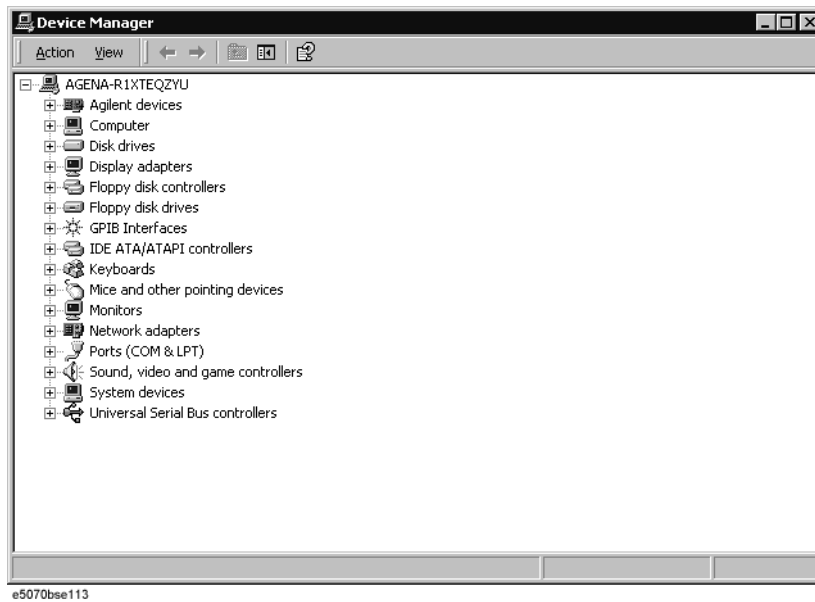 Device Manager
Action View
AGENA-R1XTEQZYU
Agilent devices
Computer
Disk drives
Display adapters
Floppy disk controllers
Floppy disk drives
GPIB Interfaces
IDE ATA/ATAPI controllers
Keyboards
Mice and other pointing devices
Monitors
Network adapters
Ports (COM & LPT)
Sound, video and game controllers
System devices
Universal Serial Bus controllers
e5070bse113